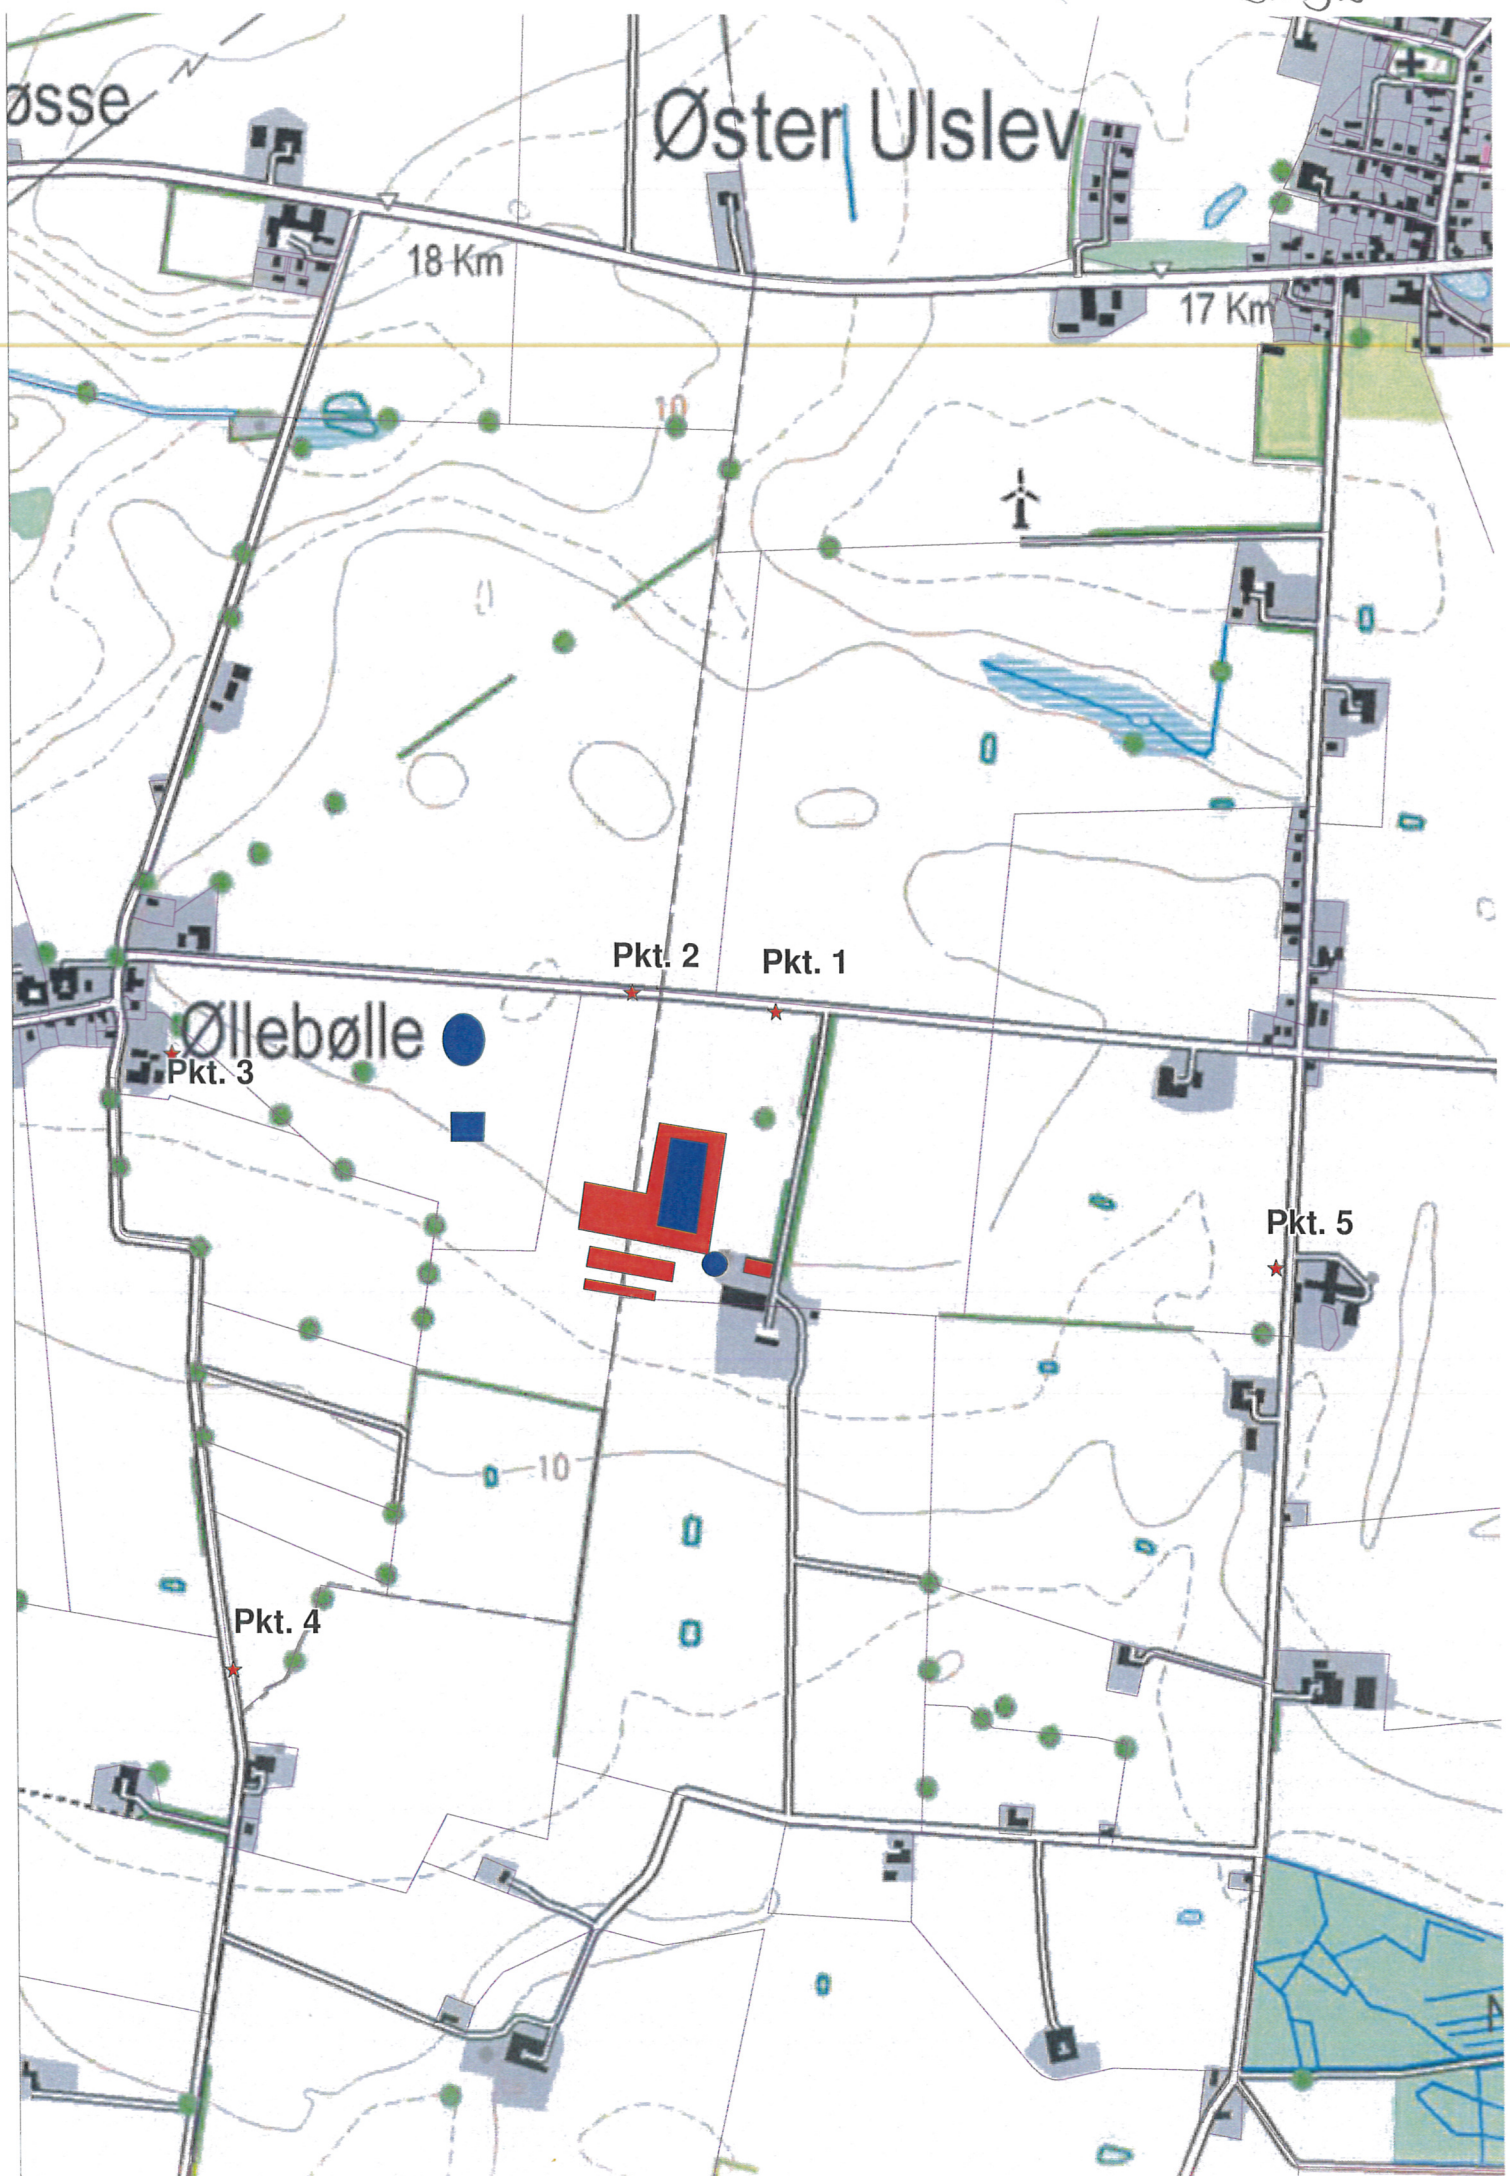 øsse
Øster Ulslev
18 Km
17 Km
10
Pkt. 2
Pkt. 1
Øllebølle
Pkt. 3
Pkt. 5
10
Pkt. 4